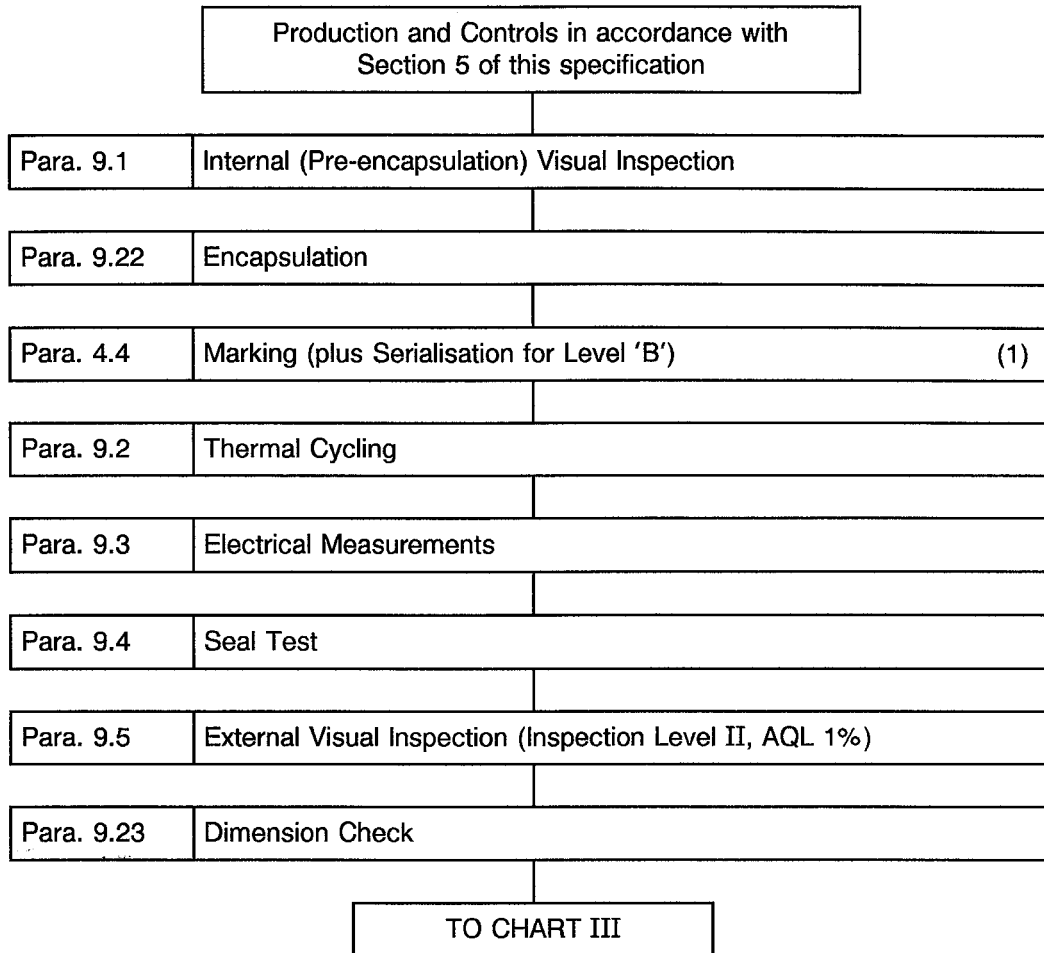 Production and Controls in accordance with
Section 5 of this specification
Para. 9.1 Internal (Pre-encapsulation) Visual Inspection
Para. 9.22 Encapsulation
Para. 4.4 Marking (plus Serialisation for Level 'B') (1)
Para. 9.2 Thermal Cycling
Para. 9.3 Electrical Measurements
Para. 9.4 Seal Test
Para. 9.5 External Visual Inspection (Inspection Level II, AQL 1%)
Para. 9.23 Dimension Check
TO CHART III